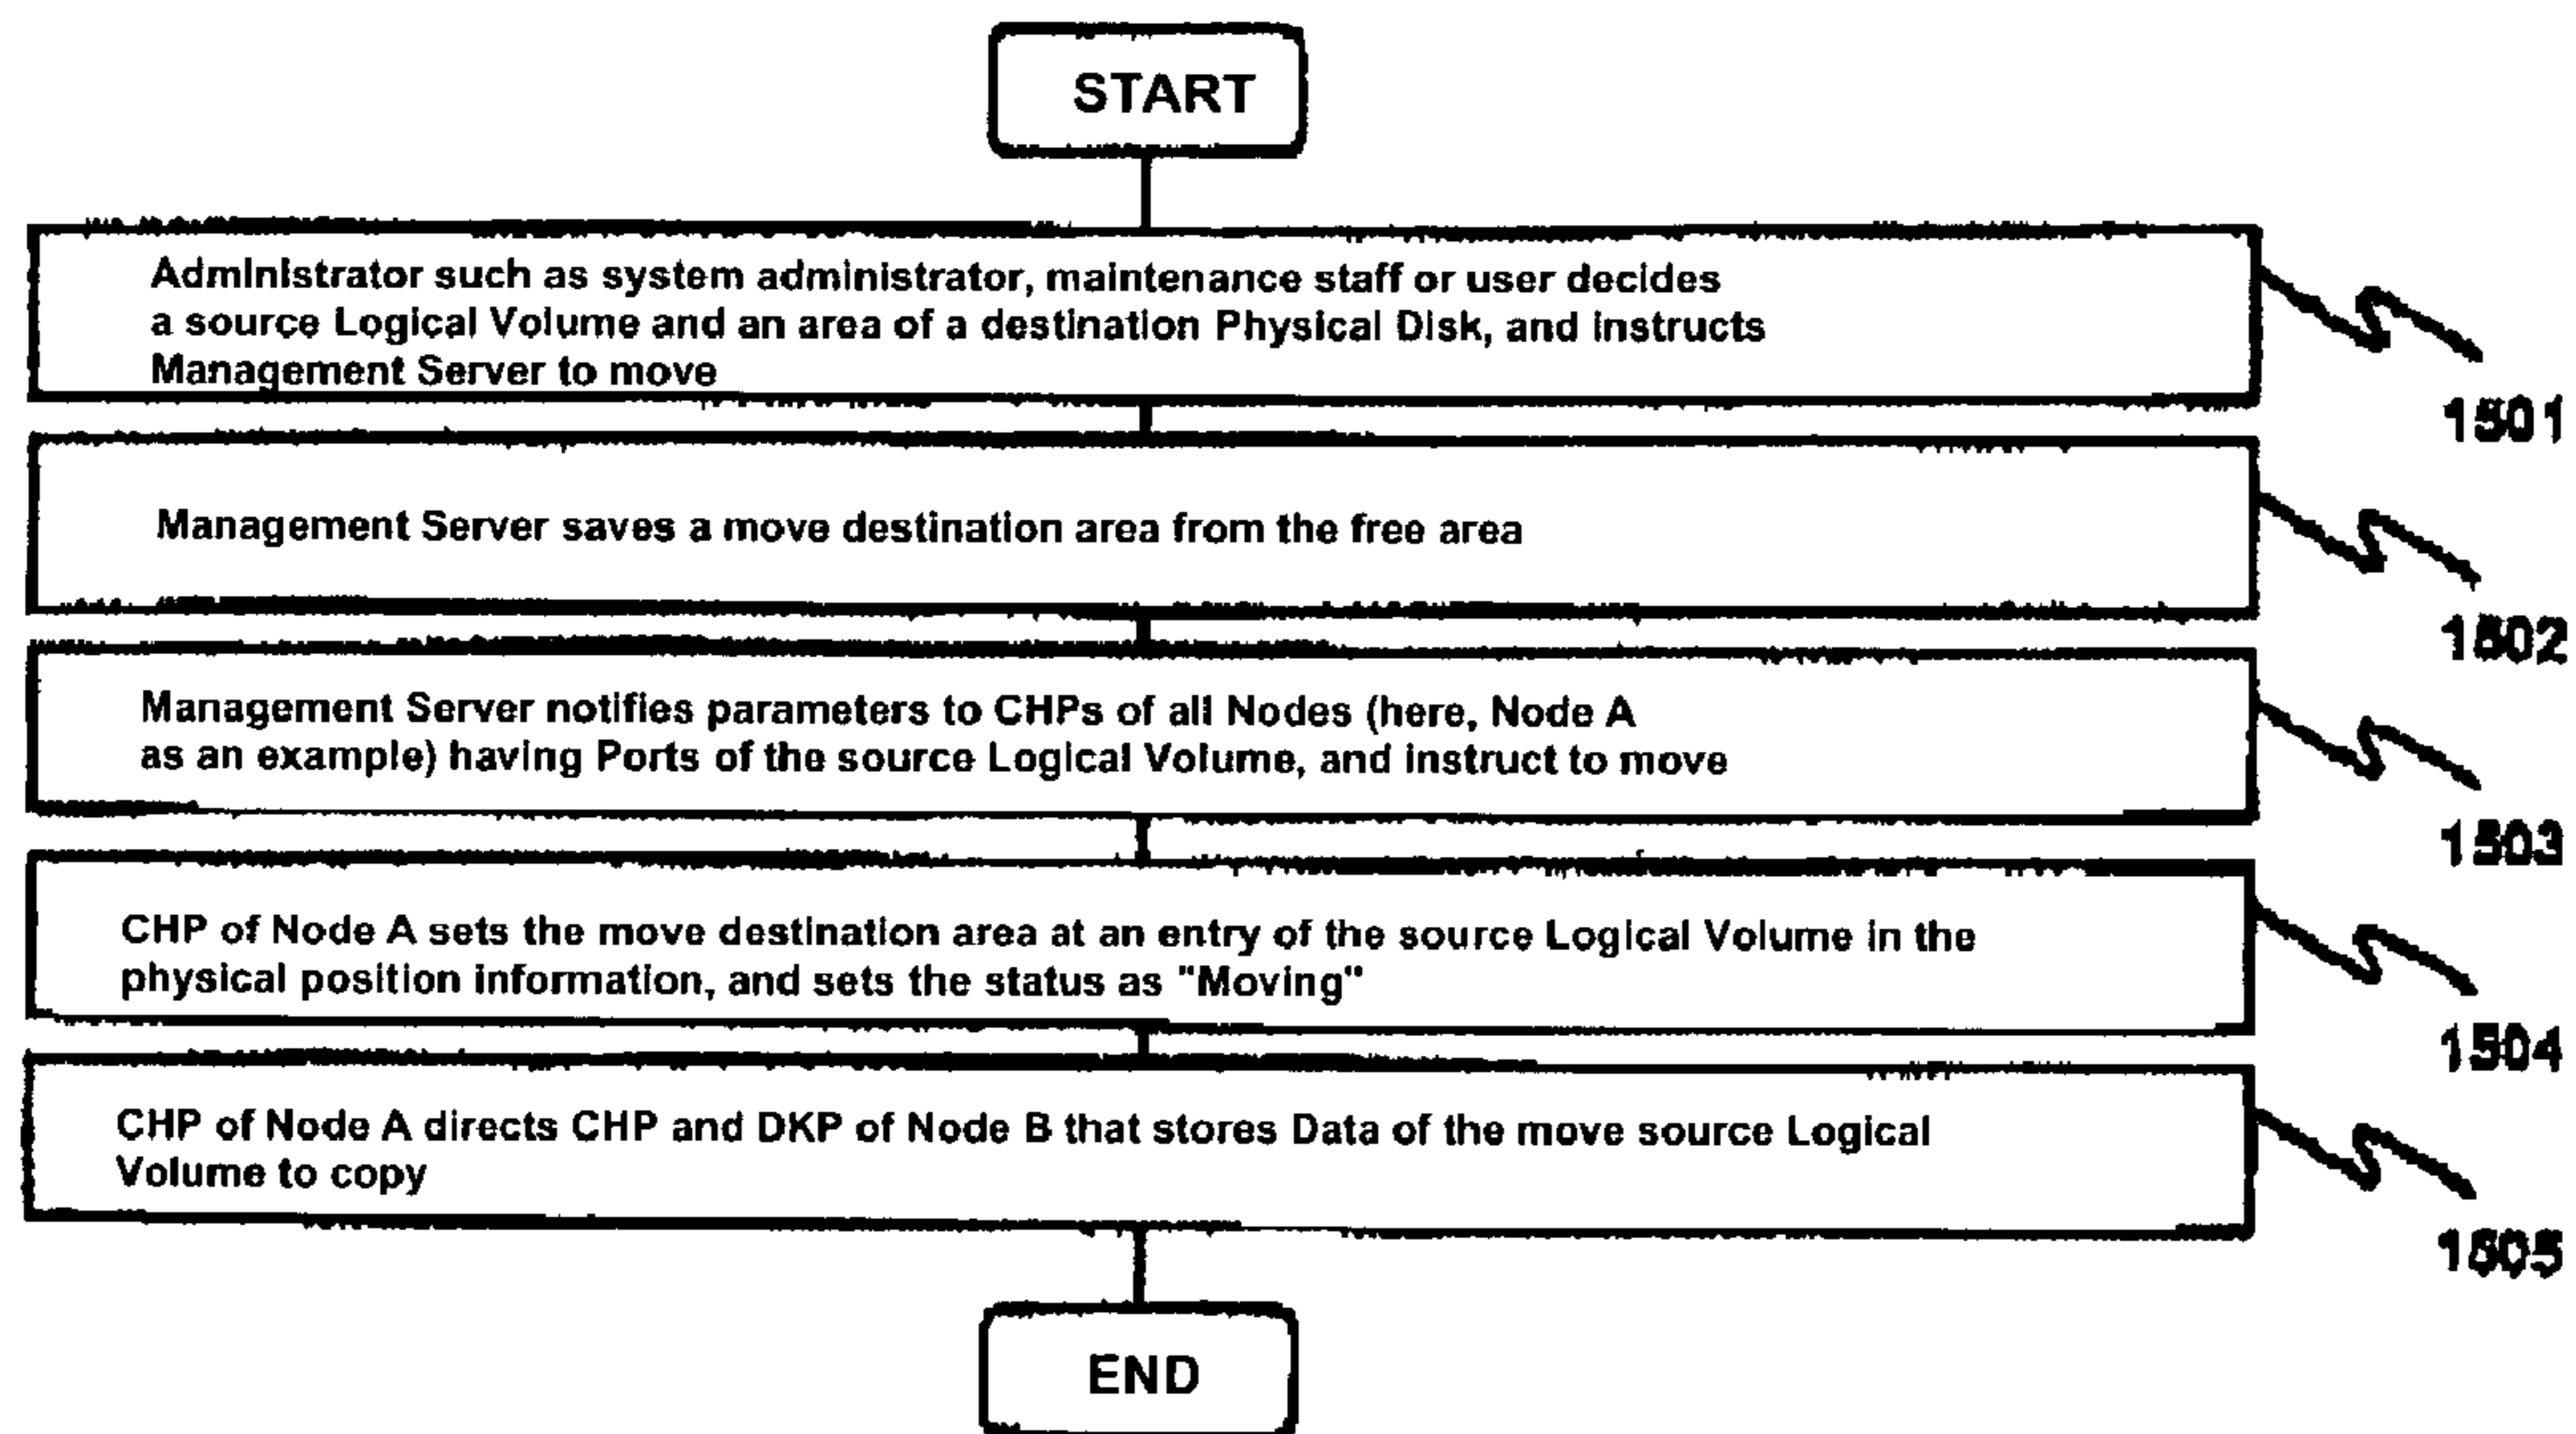 START
Administrator such as system administrator, maintenance staff or user decides
a source Logical Volume and an area of a destination Physical Disk, and instructs
Management Server to move
1501
Management Server saves a move destination area from the free area
1502
Management Server notifies parameters to CHPs of all Nodes (here, Node A
as an example) having Ports of the source Logical Volume, and instruct to move
1503
CHP of Node A sets the move destination area at an entry of the source Logical Volume in the
physical position information, and sets the status as "Moving"
1504
CHP of Node A directs CHP and DKP of Node B that stores Data of the move source Logical
Volume to copy
1505
END